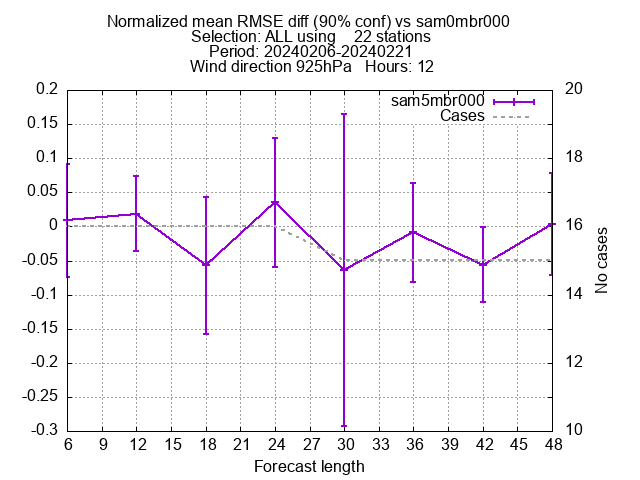 Normalized mean RMSE diff (90% conf) vs sam0mbr000
Selection: ALL using    22 stations
Period: 20240206-20240221
Wind direction 925hPa   Hours: 12
sam5mbr000
Cases
0.2
0.15
0.1
0.05
0
-0.05
-0.1
-0.15
-0.2
-0.25
-0.3
20
18
16
14
12
10
No cases
6 12 15 18 21 24 27 30 33 36 39 42 45 48
Forecast length